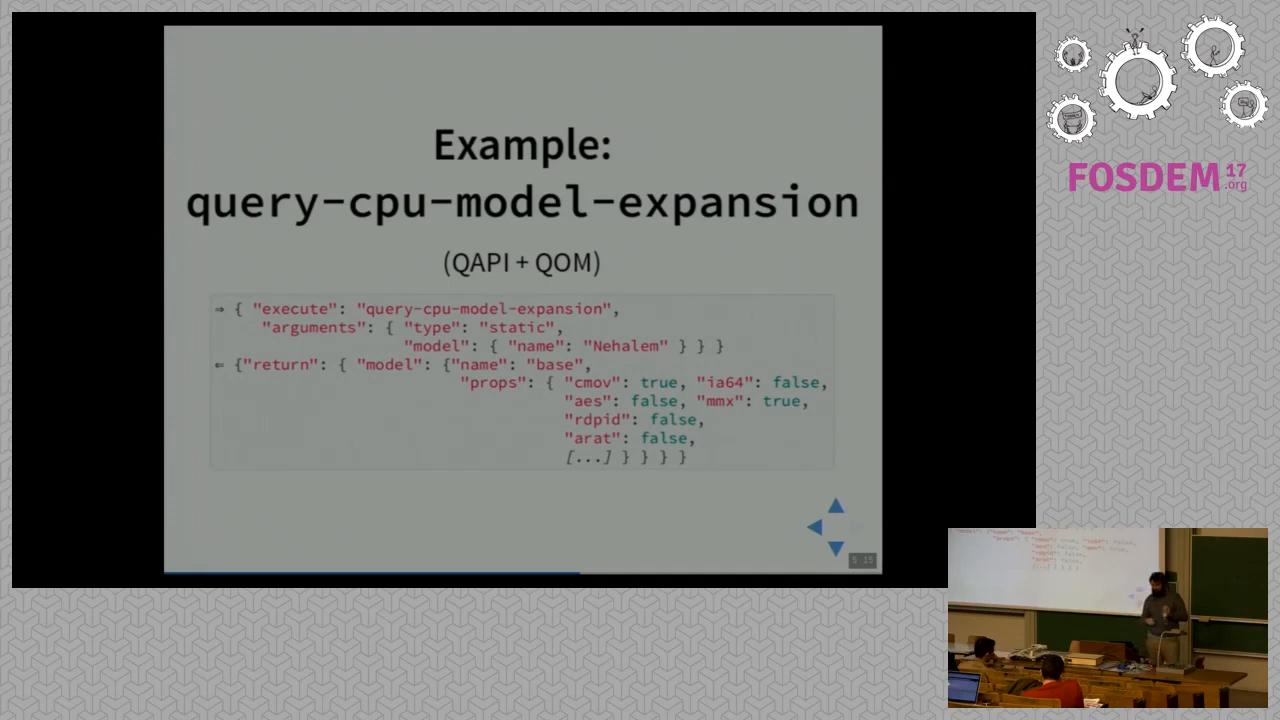 Example:
query-cpu-model-expansion
(QAPI + QOM)
⇒ { "execute": "query-cpu-model-expansion",
"arguments": { "type": "static",
"model": { "name": "Nehalem" } } }
⇐ {"return": { "model": {"name": "base",
"props": { "cmov": true, "ia64": false,
"aes": false, "mmx": true,
"rdpid": false,
"arat": false,
[...] } } } }
5 15
FOSDEM 17
.org